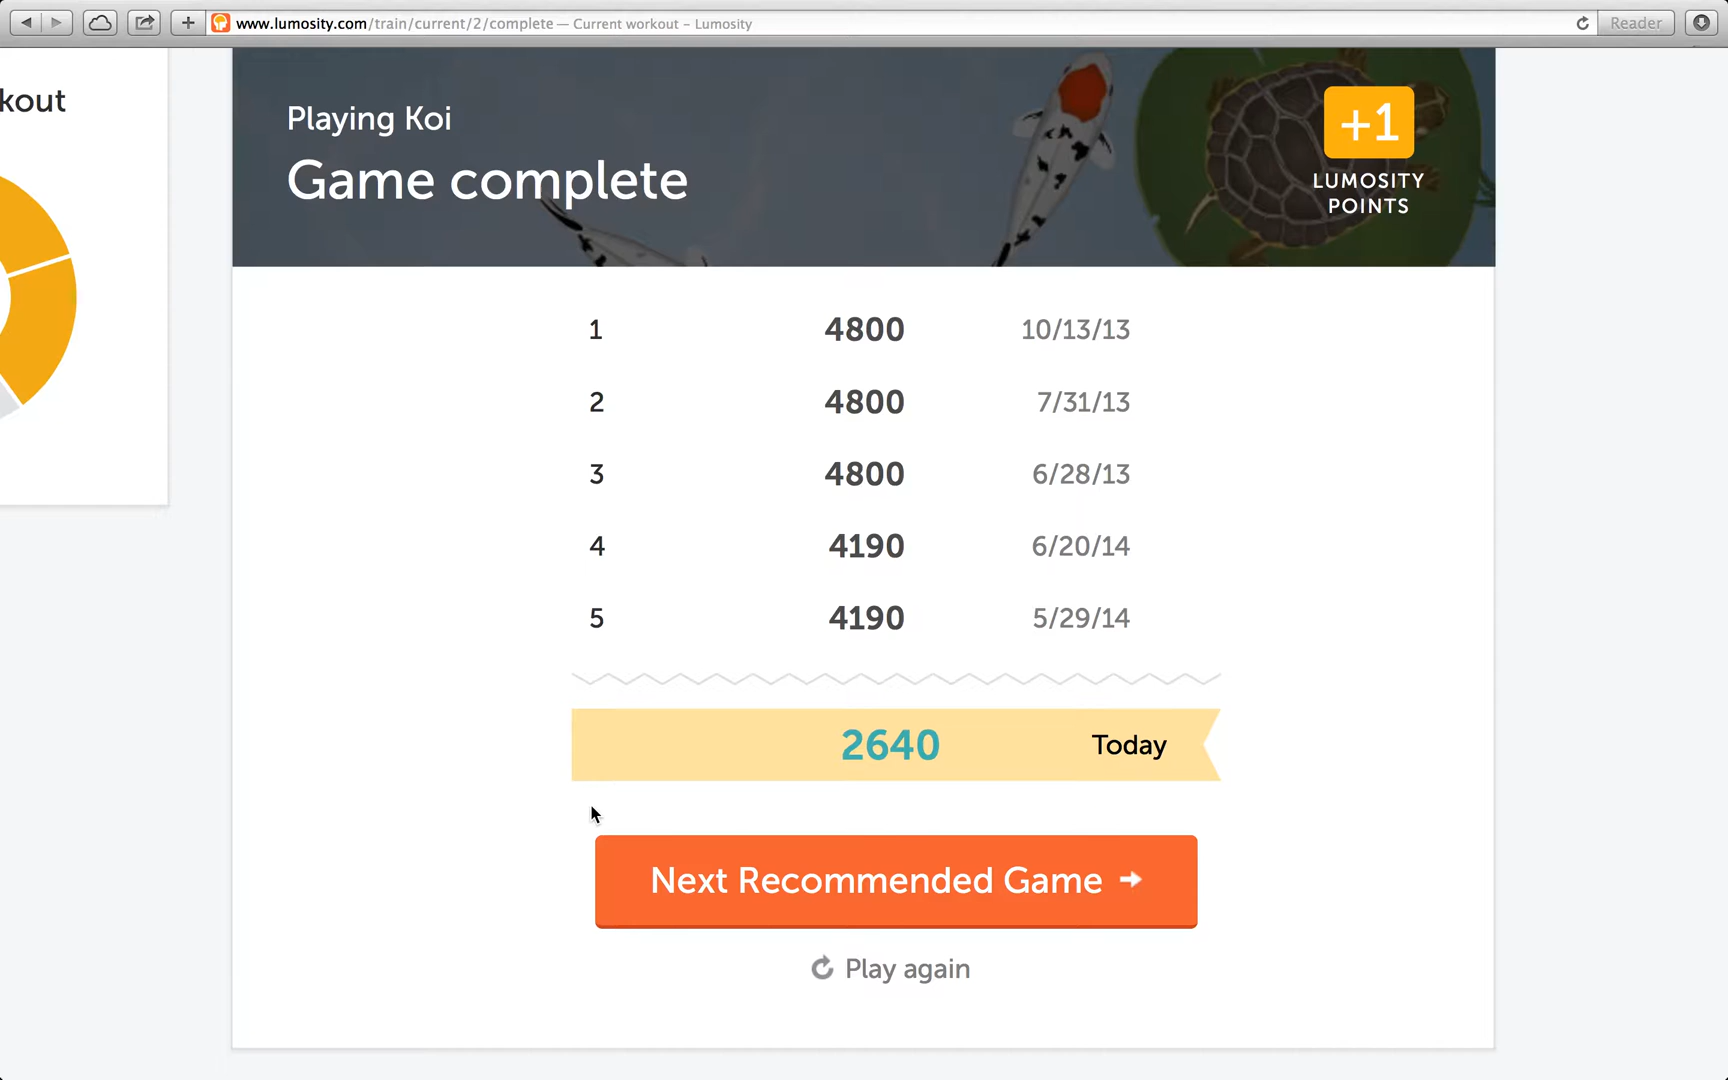 www.lumosity.com/train/current/2/complete — Current workout – Lumosity
Reader
kout
Playing Koi
Game complete
+1
LUMOSITY
POINTS
1 4800 10/13/13
2 4800 7/31/13
3 4800 6/28/13
4 4190 6/20/14
5 4190 5/29/14
2640 Today
Next Recommended Game
Play again